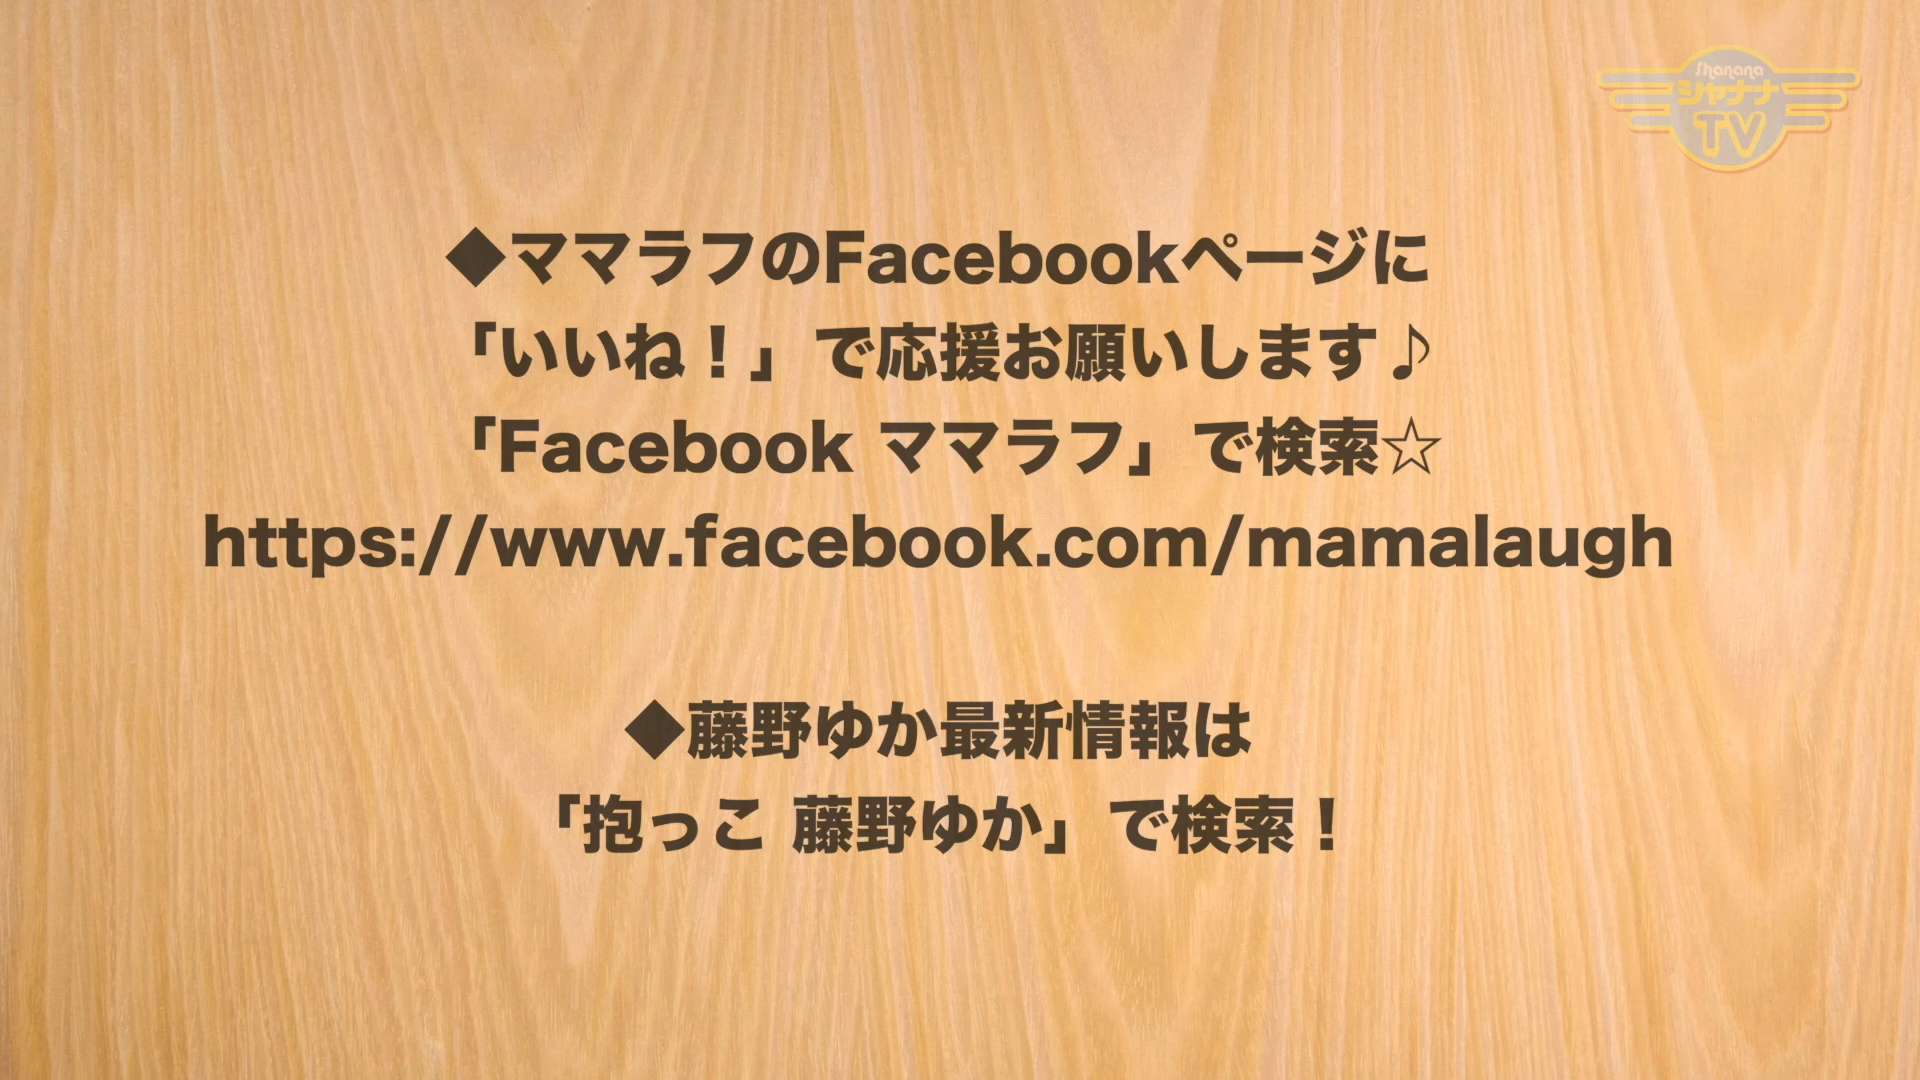 Shanana
シャナナ
TV
◆ママラフのFacebookページに
「いいね！」で応援お願いします♪
「Facebook ママラフ」で検索☆
https://www.facebook.com/mamalaugh
◆藤野ゆか最新情報は
「抱っこ 藤野ゆか」で検索！